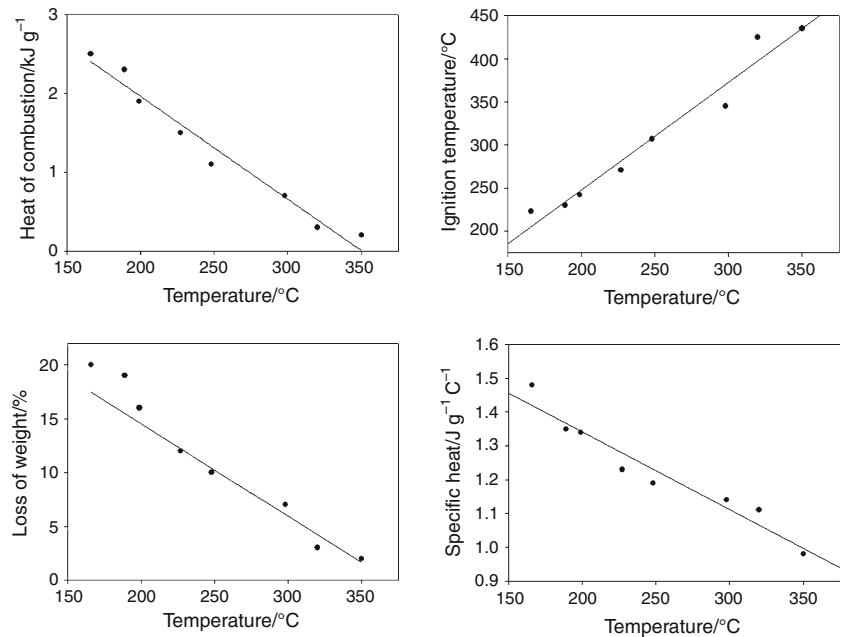 Heat of combustion/kJ g⁻¹
3
2
1
0
150 200 250 300 350
Temperature/°C
Ignition temperature/°C
450
400
350
300
250
200
150 200 250 300 350
Temperature/°C
Loss of weight/%
20
15
10
5
0
150 200 250 300 350
Temperature/°C
Specific heat/J g⁻¹ C⁻¹
1.6
1.5
1.4
1.3
1.2
1.1
1.0
0.9
150 200 250 300 350
Temperature/°C